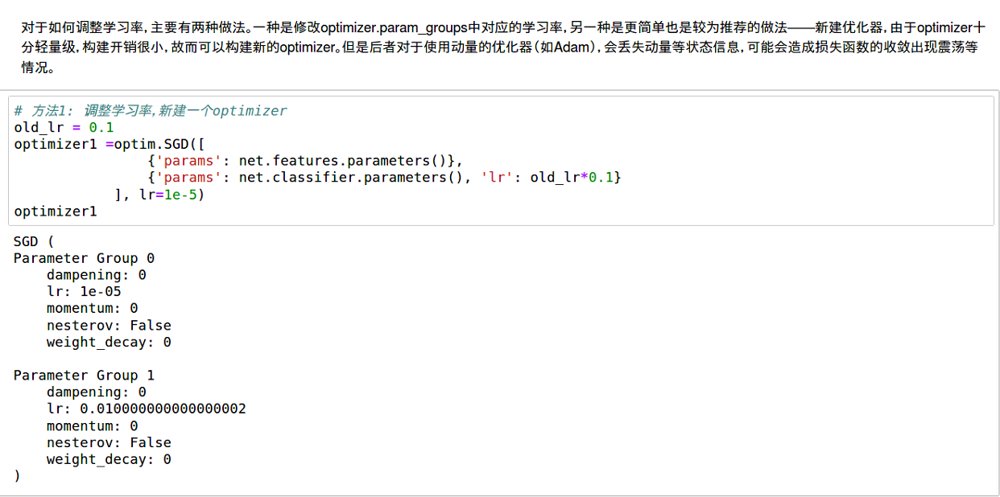 对于如何调整学习率,主要有两种做法。一种是修改optimizer.param_groups中对应的学习率,另一种是更简单也是较为推荐的做法——新建优化器,由于optimizer十
分轻量级,构建开销很小,故而可以构建新的optimizer。但是后者对于使用动量的优化器(如Adam),会丢失动量等状态信息,可能会造成损失函数的收敛出现震荡等
情况。
# 方法1: 调整学习率,新建一个optimizer
old_lr = 0.1
optimizer1 =optim.SGD([
                {'params': net.features.parameters()},
                {'params': net.classifier.parameters(), 'lr': old_lr*0.1}
            ], lr=1e-5)
optimizer1
SGD (
Parameter Group 0
    dampening: 0
    lr: 1e-05
    momentum: 0
    nesterov: False
    weight_decay: 0

Parameter Group 1
    dampening: 0
    lr: 0.010000000000000002
    momentum: 0
    nesterov: False
    weight_decay: 0
)